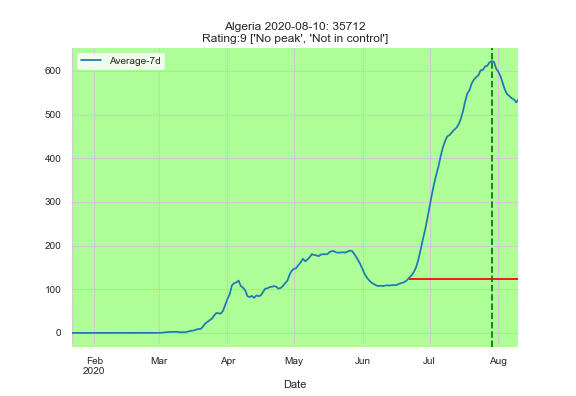 Algeria 2020-08-10: 35712
Rating:9 ['No peak', 'Not in control']
Average-7d
600
500
400
300
200
100
0
Feb Mar Apr May Jun Jul Aug
2020
Date